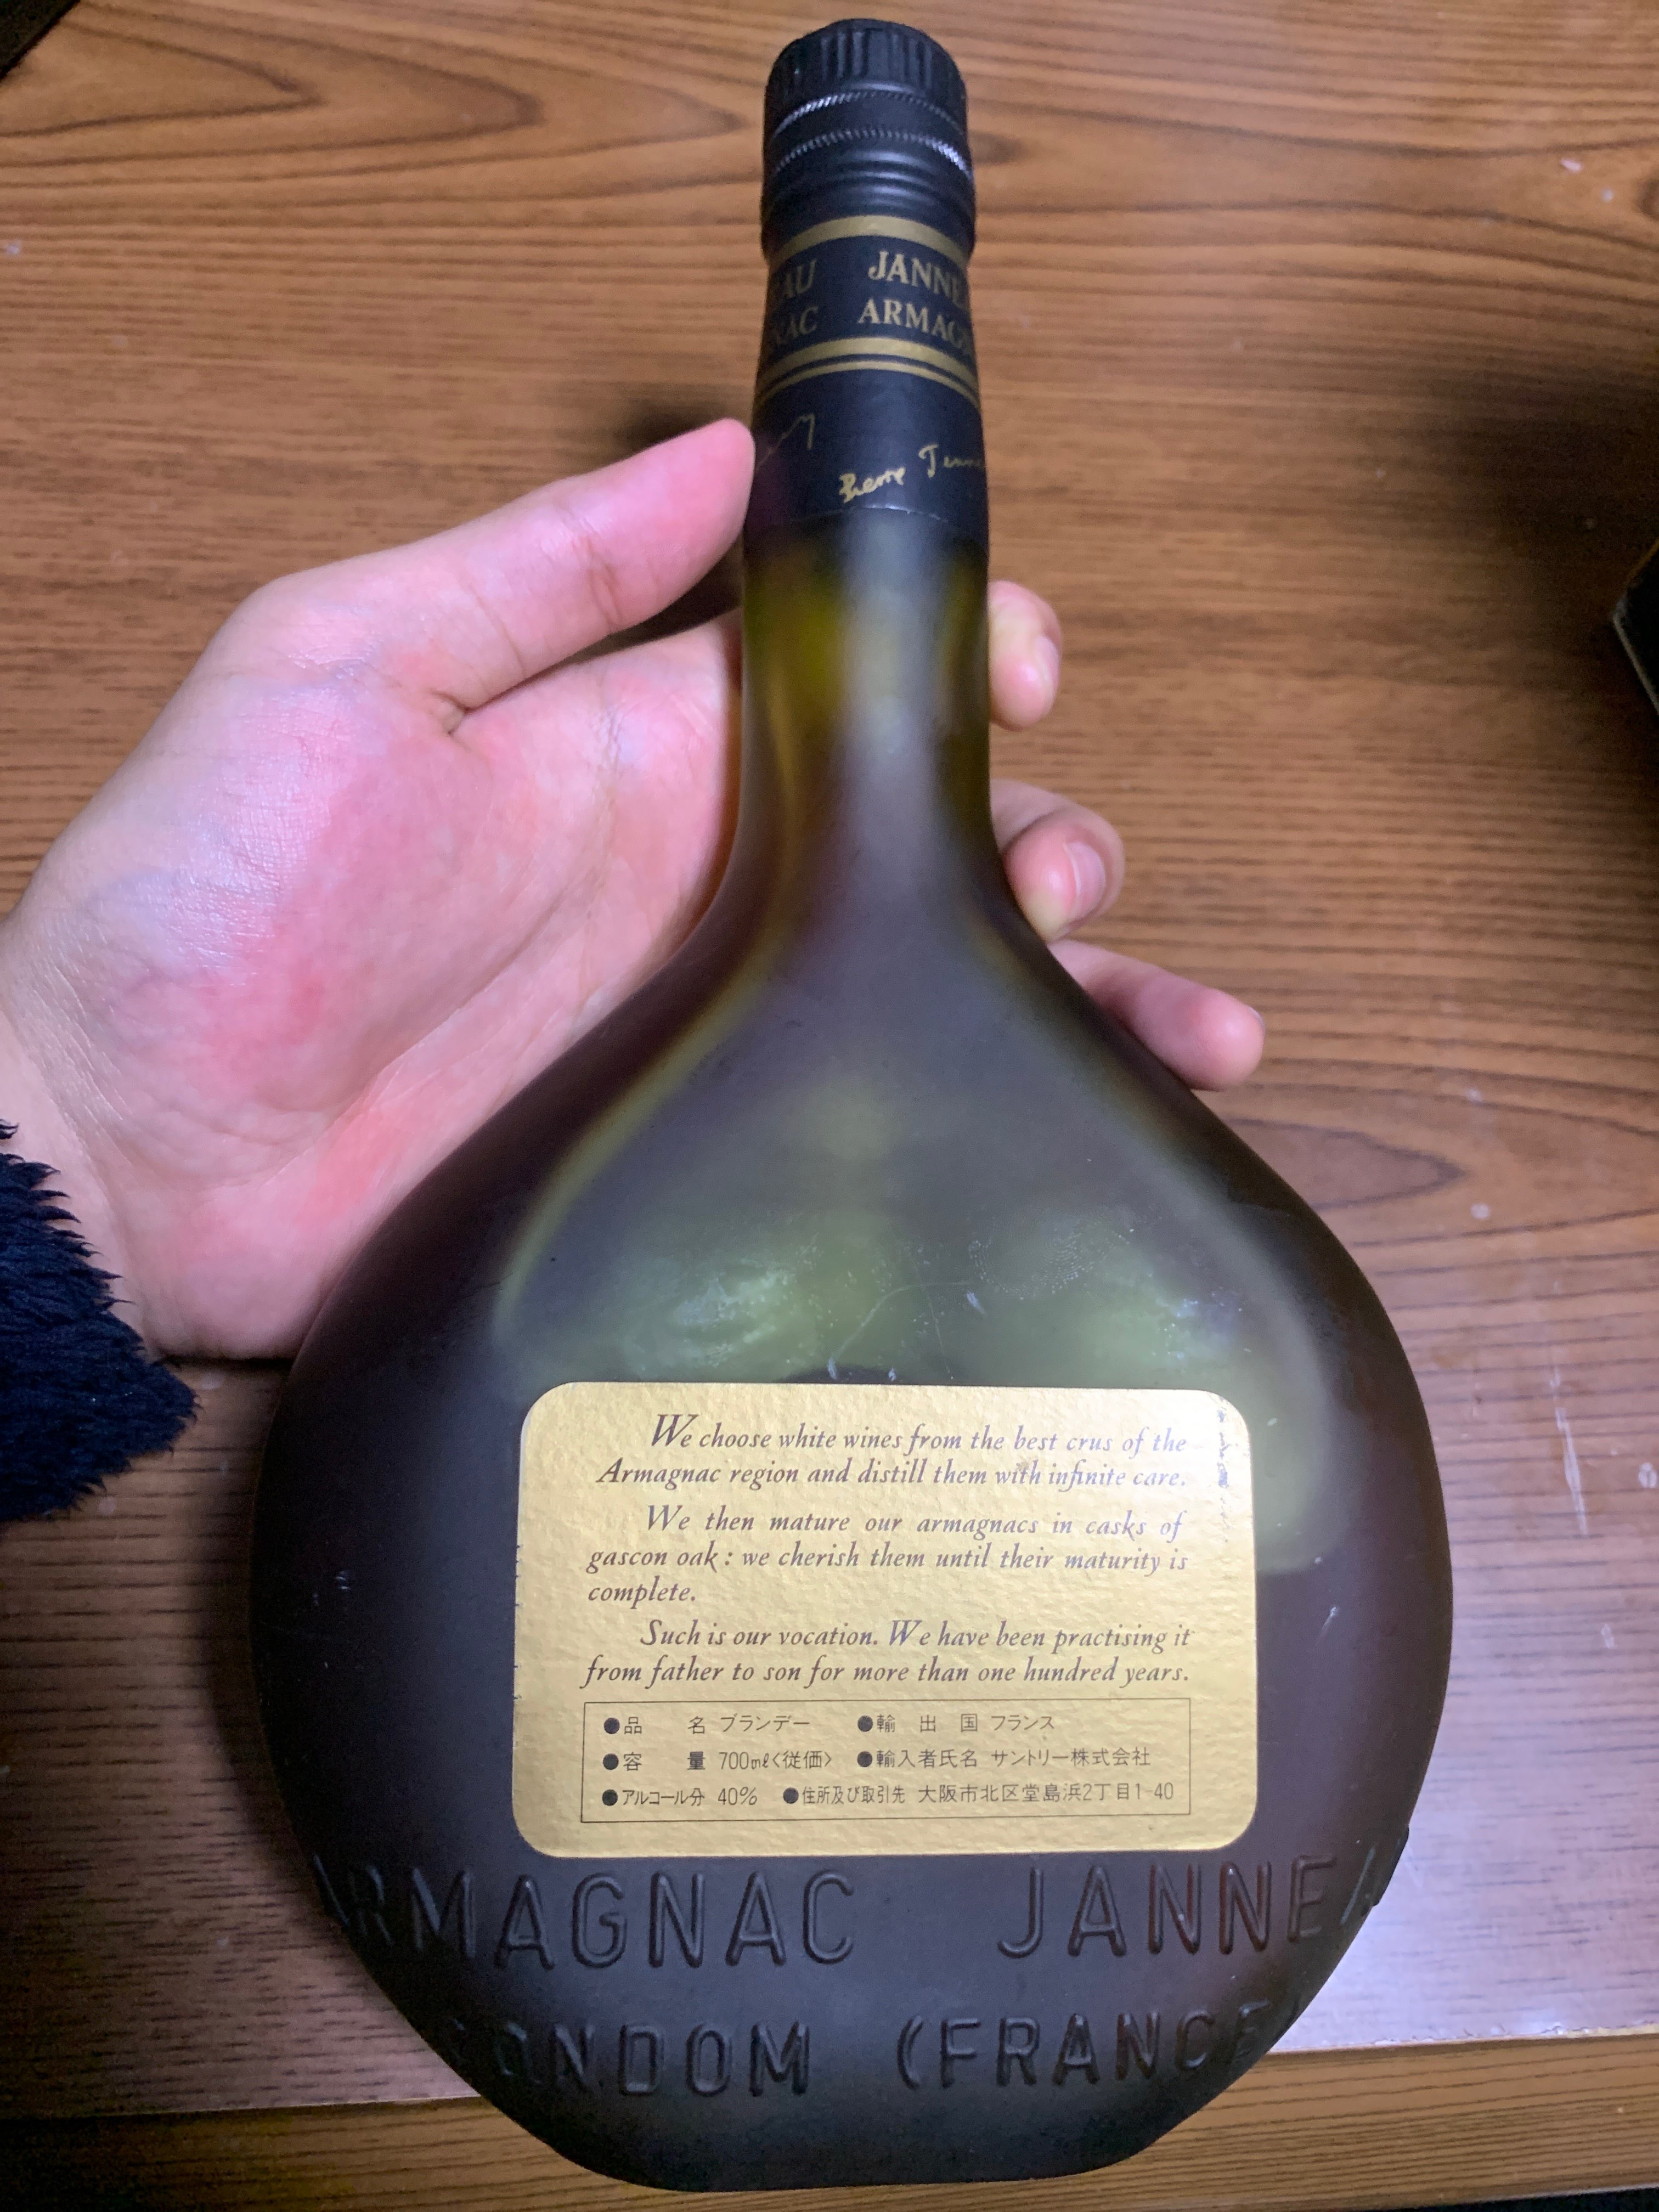 JANNE
ARMAG
Pierre
We choose white wines from the best crus of the
Armagnac region and distill them with infinite care.
We then mature our armagnacs in casks of
gascon oak : we cherish them until their maturity is
complete.
Such is our vocation. We have been practising it
from father to son for more than one hundred years.
●品 名 ブランデー ●輸 出 国 フランス
●容 量 700mℓ<従価> ●輸入者氏名 サントリー株式会社
●アルコール分 40% ●住所及び取引先 大阪市北区堂島浜2丁目1-40
ARMAGNAC JANNEA
ONDOM (FRANCE